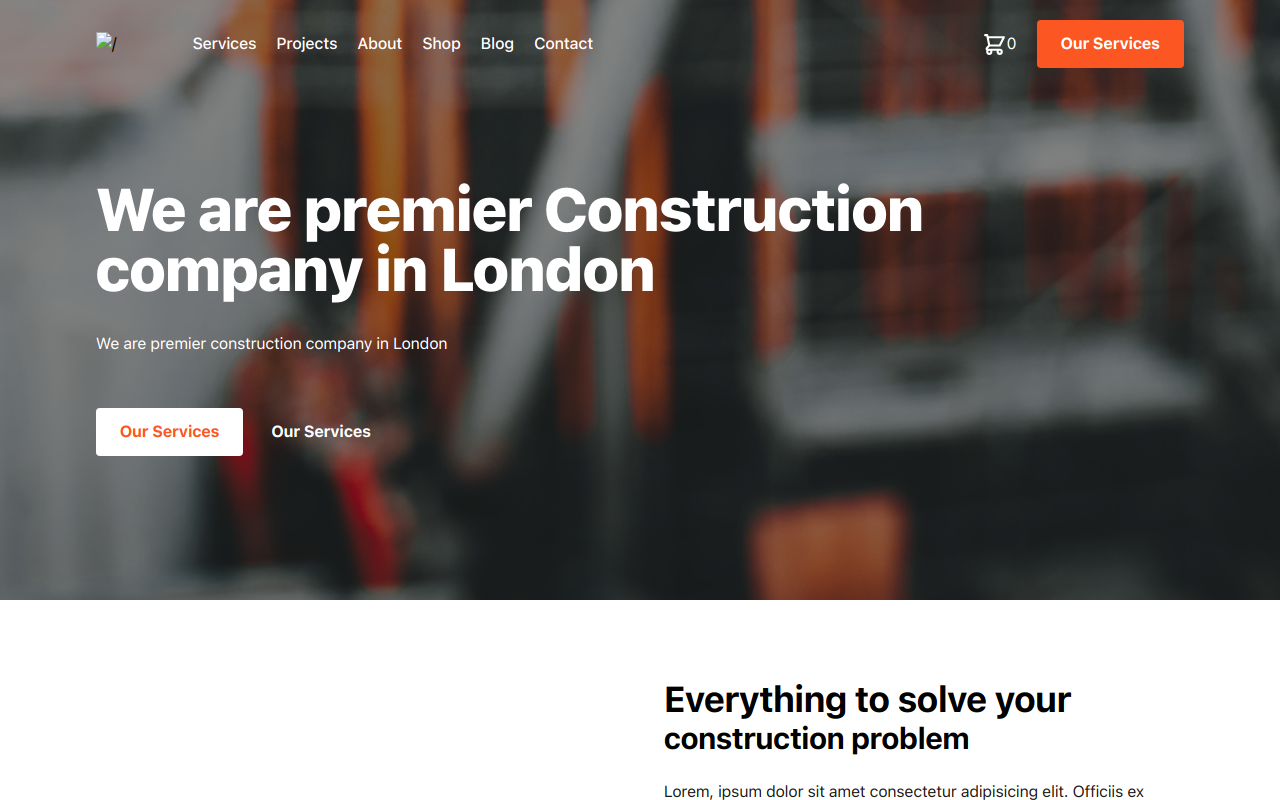 /
Services Projects About Shop Blog Contact 0 Our Services
We are premier Construction
company in London
We are premier construction company in London
Our Services Our Services
Everything to solve your
construction problem
Lorem, ipsum dolor sit amet consectetur adipisicing elit. Officiis ex